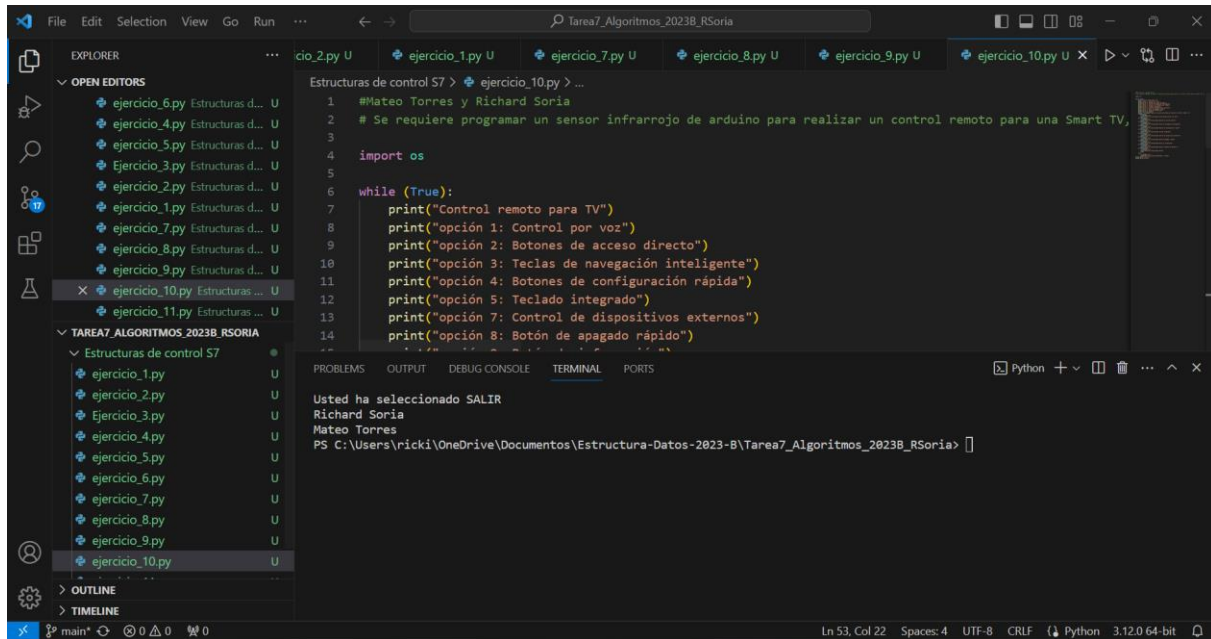 File Edit Selection View Go Run ... Tarea7_Algoritmos_2023B_RSoria
EXPLORER
OPEN EDITORS
ejercicio_6.py Estructuras d... U
ejercicio_4.py Estructuras d... U
ejercicio_5.py Estructuras d... U
Ejercicio_3.py Estructuras d... U
ejercicio_2.py Estructuras d... U
ejercicio_1.py Estructuras d... U
ejercicio_7.py Estructuras d... U
ejercicio_8.py Estructuras d... U
ejercicio_9.py Estructuras d... U
ejercicio_10.py Estructuras ... U
ejercicio_11.py Estructuras ... U
TAREA7_ALGORITMOS_2023B_RSORIA
Estructuras de control S7
ejercicio_1.py U
ejercicio_2.py U
Ejercicio_3.py U
ejercicio_4.py U
ejercicio_5.py U
ejercicio_6.py U
ejercicio_7.py U
ejercicio_8.py U
ejercicio_9.py U
ejercicio_10.py U
OUTLINE
TIMELINE
17
cio_2.py U ejercicio_1.py U ejercicio_7.py U ejercicio_8.py U ejercicio_9.py U ejercicio_10.py U
Estructuras de control S7 > ejercicio_10.py > ...
1 #Mateo Torres y Richard Soria
2 # Se requiere programar un sensor infrarrojo de arduino para realizar un control remoto para una Smart TV,
3
4 import os
5
6 while (True):
7 print("Control remoto para TV")
8 print("opción 1: Control por voz")
9 print("opción 2: Botones de acceso directo")
10 print("opción 3: Teclas de navegación inteligente")
11 print("opción 4: Botones de configuración rápida")
12 print("opción 5: Teclado integrado")
13 print("opción 7: Control de dispositivos externos")
14 print("opción 8: Botón de apagado rápido")
PROBLEMS OUTPUT DEBUG CONSOLE TERMINAL PORTS Python
Usted ha seleccionado SALIR
Richard Soria
Mateo Torres
PS C:\Users\ricki\OneDrive\Documentos\Estructura-Datos-2023-B\Tarea7_Algoritmos_2023B_RSoria>
main* 0 0 0 Ln 53, Col 22 Spaces: 4 UTF-8 CRLF Python 3.12.0 64-bit